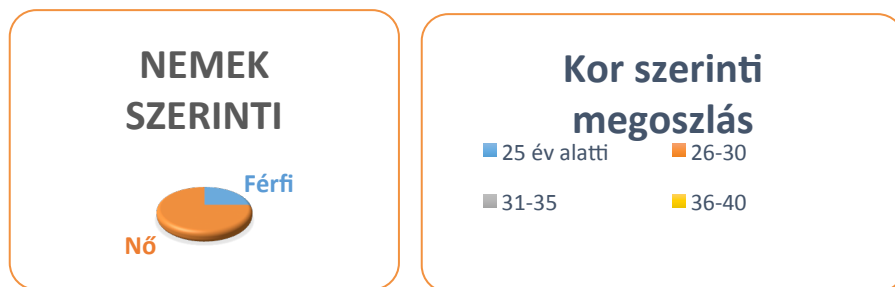 NEMEK
SZERINTI
Férfi
Nő
Kor szerinti
megoszlás
25 év alatti
26-30
31-35
36-40